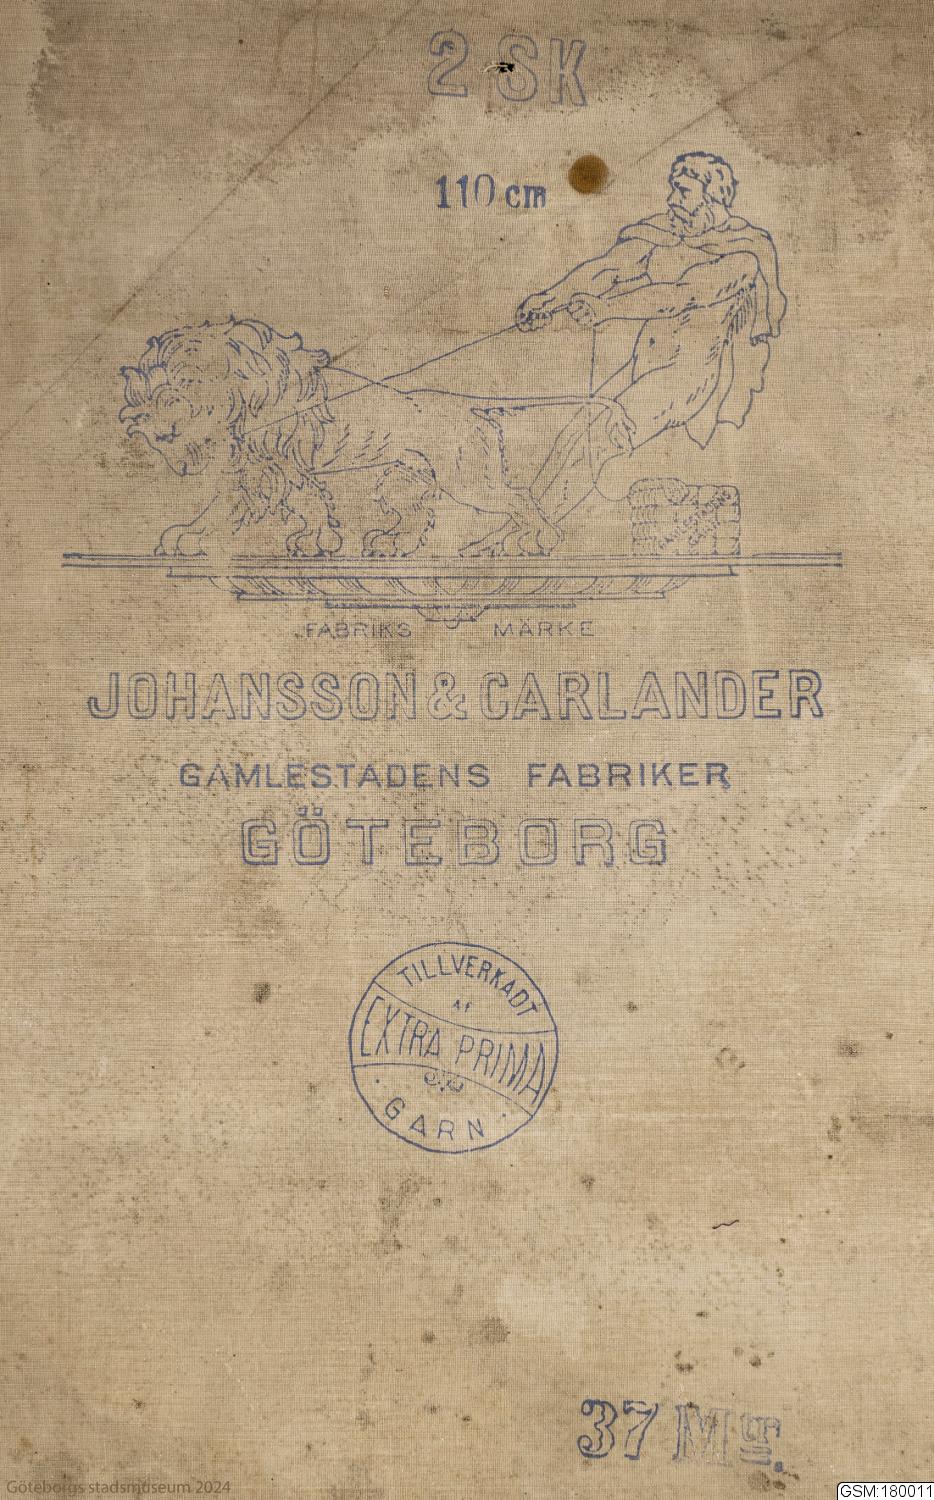 2 SK
110 cm
FABRIKS MÄRKE
JOHANSSON & CARLANDER
GAMLESTADENS FABRIKER
GÖTEBORG
TILLVERKADT
AF
EXTRA PRIMA
GARN
37 MTR.
Göteborgs stadsmuseum 2024
GSM:180011